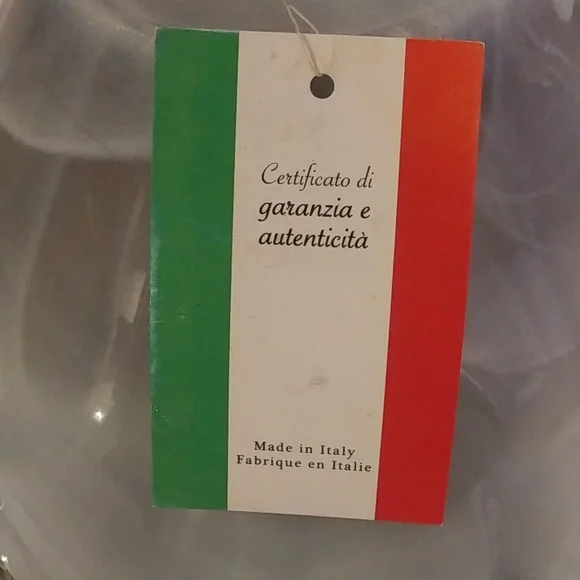 Certificato di
garanzia e
autenticità
Made in Italy
Fabrique en Italie